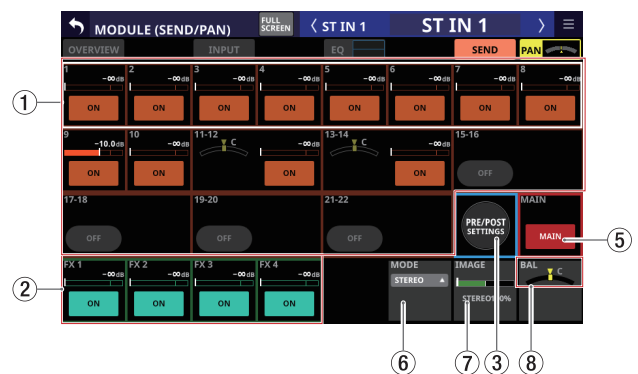 MODULE (SEND/PAN)
FULL
SCREEN
ST IN 1
ST IN 1
OVERVIEW
INPUT
EQ
SEND
PAN
1
2
3
4
5
6
7
8
-∞dB
-∞dB
-∞dB
-∞dB
-∞dB
-∞dB
-∞dB
-∞dB
ON
ON
ON
ON
ON
ON
ON
ON
①
9
10
11-12
13-14
15-16
-10.0dB
-∞dB
C
-∞dB
C
-∞dB
ON
ON
ON
ON
OFF
17-18
19-20
21-22
MAIN
PRE/POST
SETTINGS
OFF
OFF
OFF
MAIN
⑤
FX 1
FX 2
FX 3
FX 4
MODE
IMAGE
BAL
-∞dB
-∞dB
-∞dB
-∞dB
STEREO
C
②
ON
ON
ON
ON
⑥
⑦
③
⑧